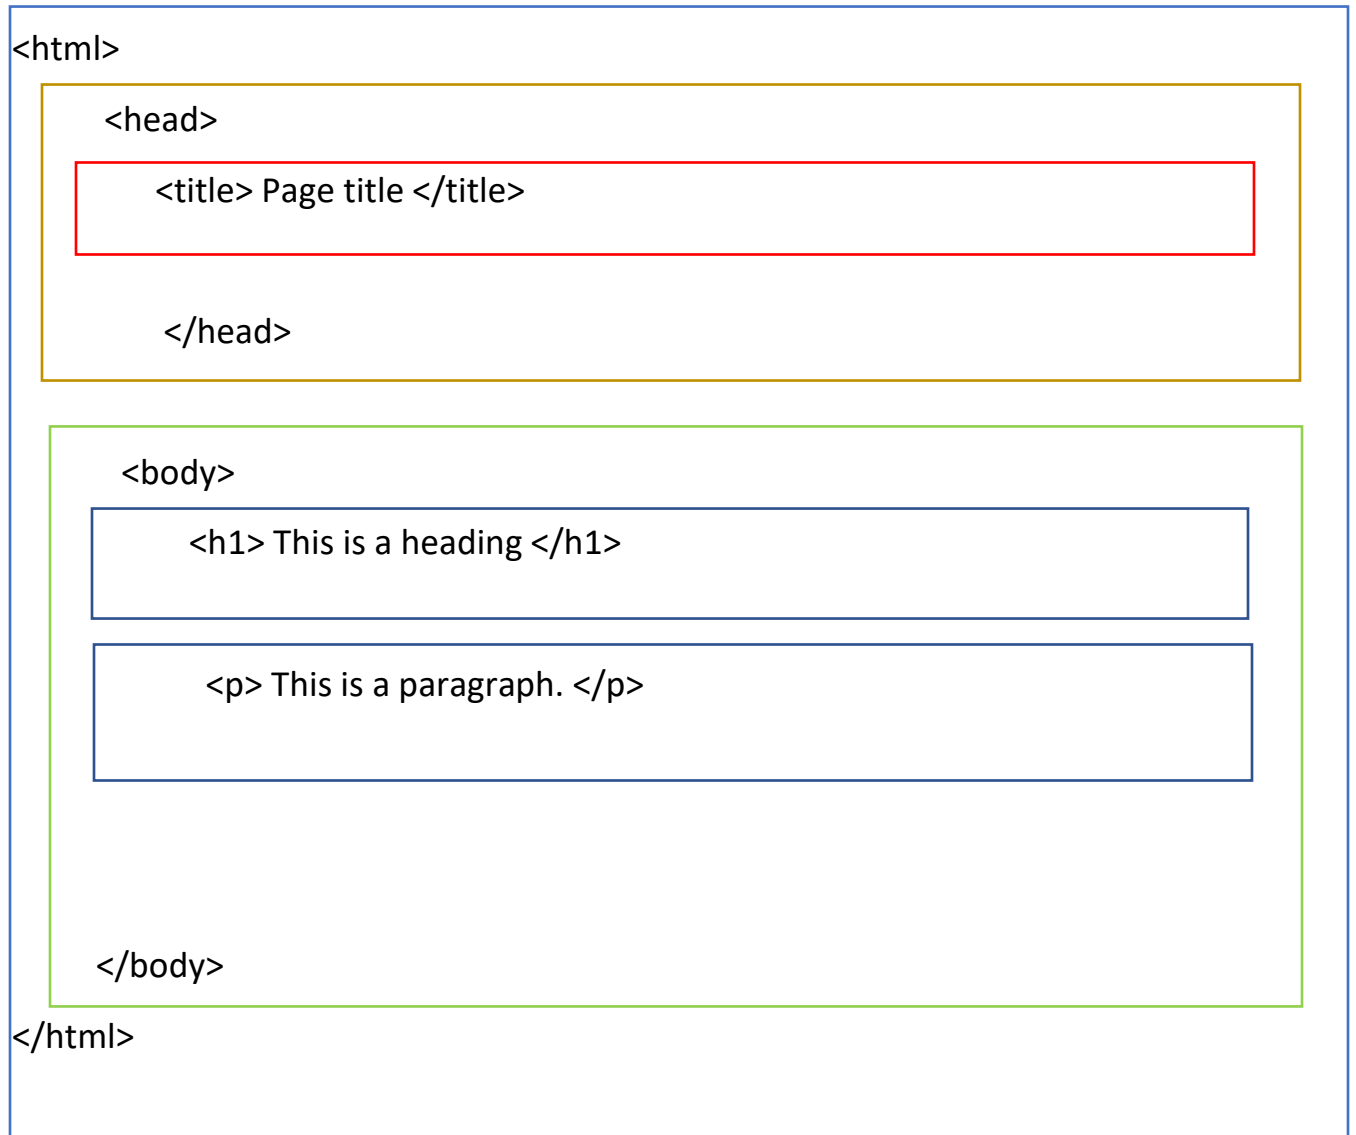 <html>
<head>
<title> Page title </title>
</head>
<body>
<h1> This is a heading </h1>
<p> This is a paragraph. </p>
</body>
</html>